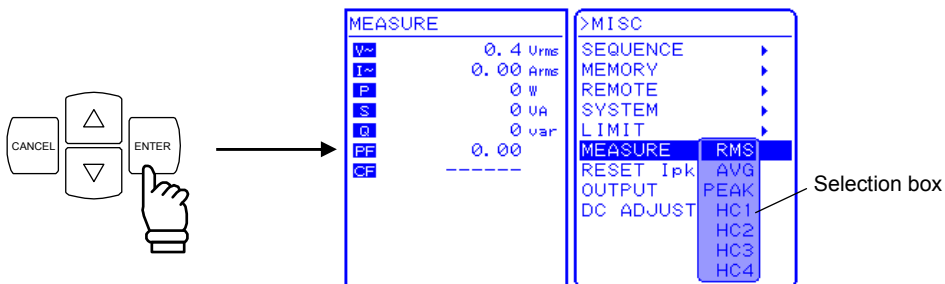 CANCEL
ENTER
MEASURE
V~ 0.4 Vrms
I~ 0.00 Arms
P 0 W
S 0 VA
Q 0 var
PF 0.00
CF ------
>MISC
SEQUENCE
MEMORY
REMOTE
SYSTEM
LIMIT
MEASURE RMS
RESET Ipk AVG
OUTPUT PEAK
DC ADJUST HC1
HC2
HC3
HC4
Selection box